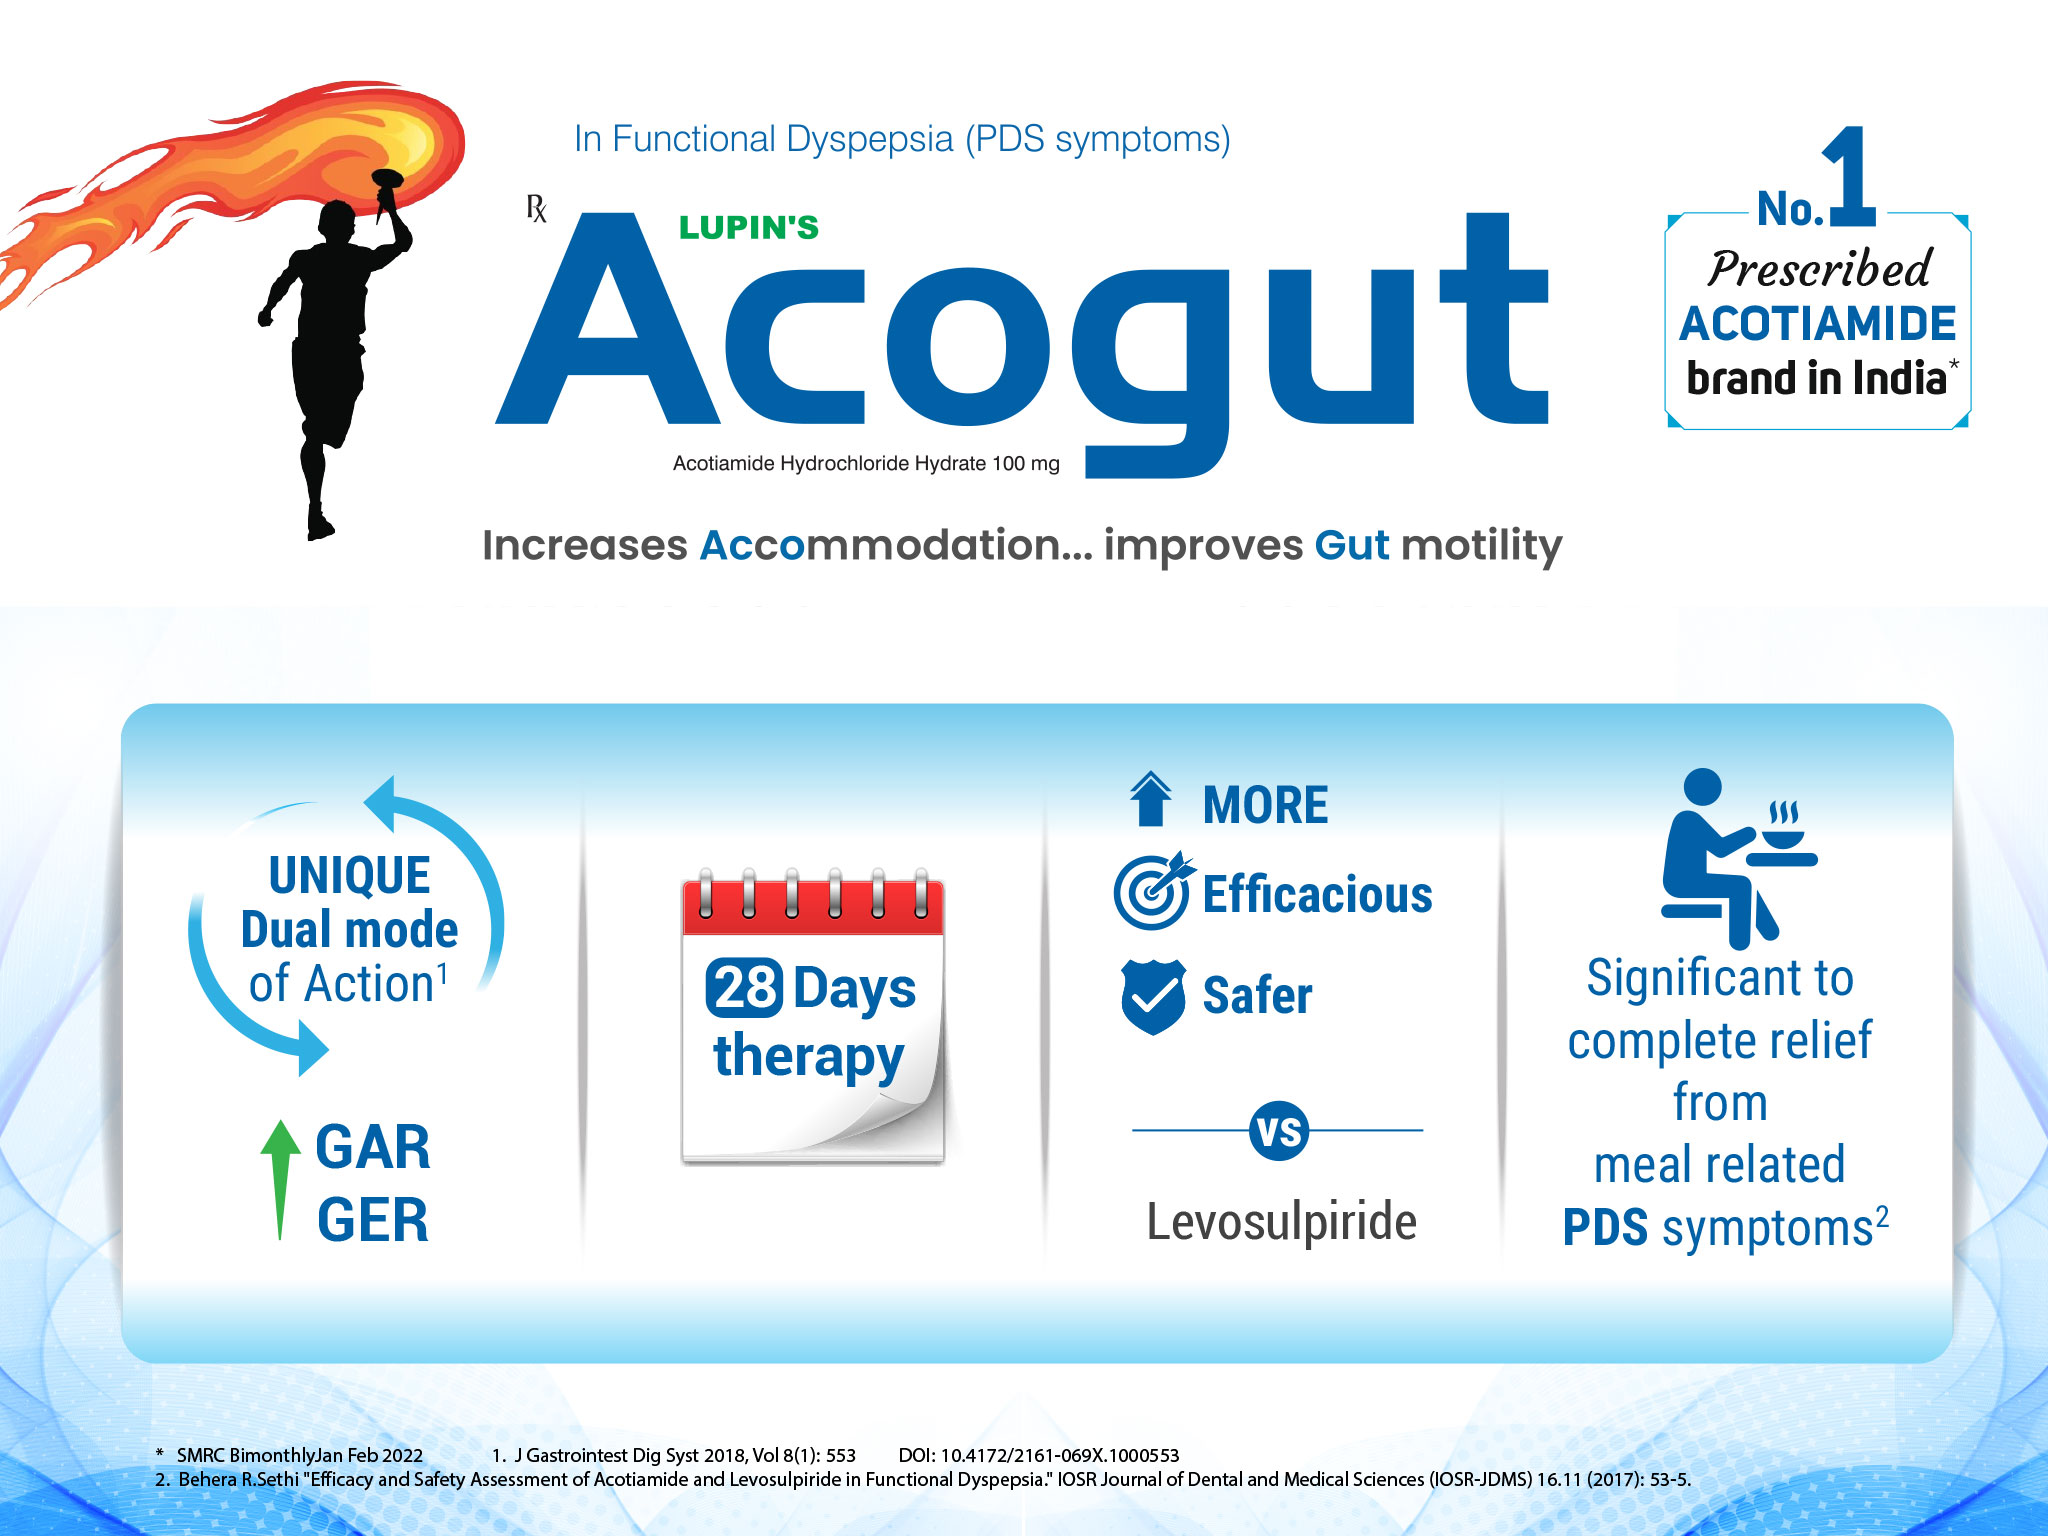 In Functional Dyspepsia (PDS symptoms)
Rx
LUPIN'S
Acogut
Acotiamide Hydrochloride Hydrate 100 mg
Increases Accommodation... improves Gut motility
No.1
Prescribed
ACOTIAMIDE
brand in India*
UNIQUE
Dual mode
of Action1
GAR
GER
28 Days
therapy
MORE
Efficacious
Safer
VS
Levosulpiride
Significant to
complete relief
from
meal related
PDS symptoms2
* SMRC BimonthlyJan Feb 2022 1. J Gastrointest Dig Syst 2018, Vol 8(1): 553 DOI: 10.4172/2161-069X.1000553
2. Behera R.Sethi "Efficacy and Safety Assessment of Acotiamide and Levosulpiride in Functional Dyspepsia." IOSR Journal of Dental and Medical Sciences (IOSR-JDMS) 16.11 (2017): 53-5.